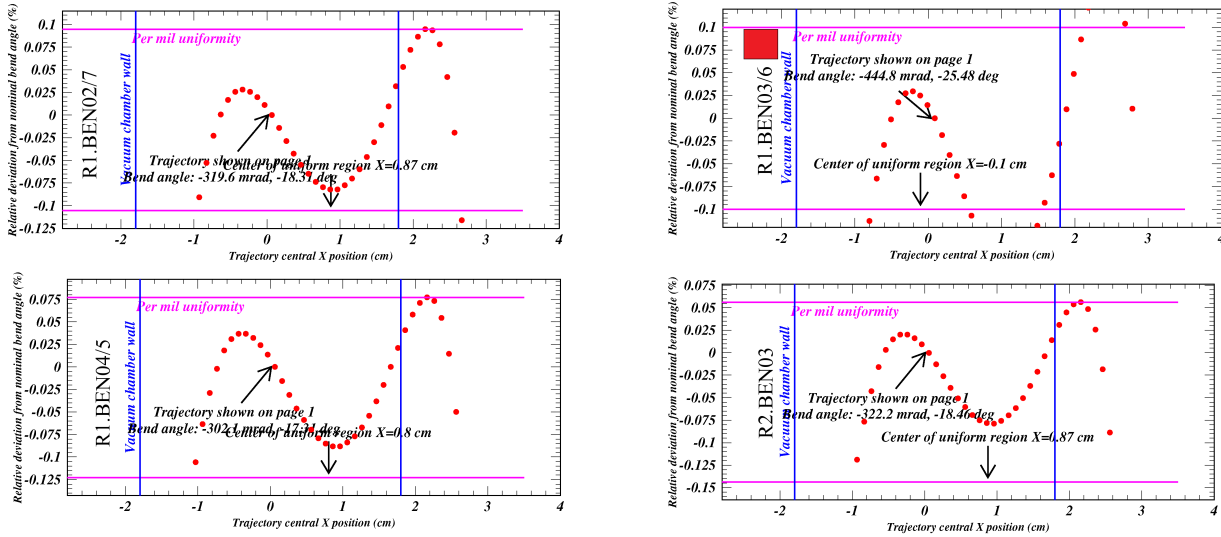 Relative deviation from nominal bend angle (%)
0.1
0.075
0.05
0.025
0
-0.025
-0.05
-0.075
-0.1
-0.125
R1.BEN02/7
Vacuum chamber wall
Per mil uniformity
Trajectory shown on page 1
Bend angle: -319.6 mrad, -18.31 deg
Center of uniform region X=0.87 cm
-2
-1
0
1
2
3
4
Trajectory central X position (cm)
Relative deviation from nominal bend angle (%)
0.1
0.075
0.05
0.025
0
-0.025
-0.05
-0.075
-0.1
R1.BEN03/6
Vacuum chamber wall
Per mil uniformity
Trajectory shown on page 1
Bend angle: -444.8 mrad, -25.48 deg
Center of uniform region X=-0.1 cm
-2
-1
0
1
2
3
4
Trajectory central X position (cm)
Relative deviation from nominal bend angle (%)
0.075
0.05
0.025
0
-0.025
-0.05
-0.075
-0.1
-0.125
R1.BEN04/5
Vacuum chamber wall
Per mil uniformity
Trajectory shown on page 1
Bend angle: -302.1 mrad, -17.31 deg
Center of uniform region X=0.8 cm
-2
-1
0
1
2
3
4
Trajectory central X position (cm)
Relative deviation from nominal bend angle (%)
0.075
0.05
0.025
0
-0.025
-0.05
-0.075
-0.1
-0.125
-0.15
R2.BEN03
Vacuum chamber wall
Per mil uniformity
Trajectory shown on page 1
Bend angle: -322.2 mrad, -18.46 deg
Center of uniform region X=0.87 cm
-2
-1
0
1
2
3
4
Trajectory central X position (cm)